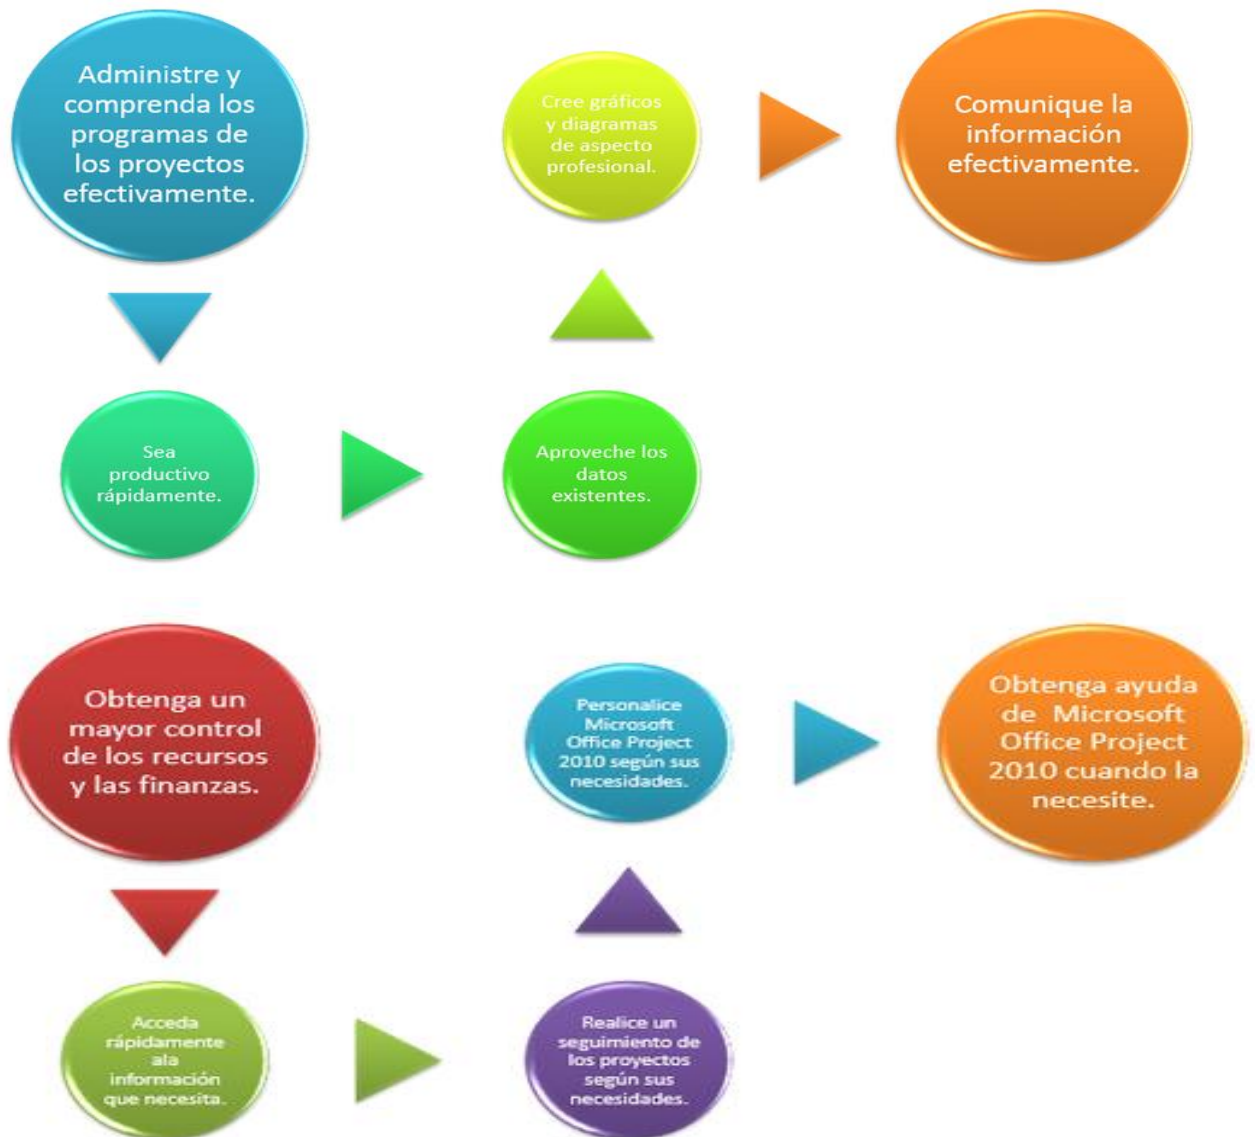 Administre y
comprenda los
programas de
los proyectos
efectivamente.
Sea
productivo
rápidamente.
Aproveche los
datos
existentes.
Cree gráficos
y diagramas
de aspecto
profesional.
Comunique la
información
efectivamente.
Obtenga un
mayor control
de los recursos
y las finanzas.
Acceda
rápidamente
ala
información
que necesita.
Realice un
seguimiento de
los proyectos
según sus
necesidades.
Personalice
Microsoft
Office Project
2010 según sus
necesidades.
Obtenga ayuda
de Microsoft
Office Project
2010 cuando la
necesite.